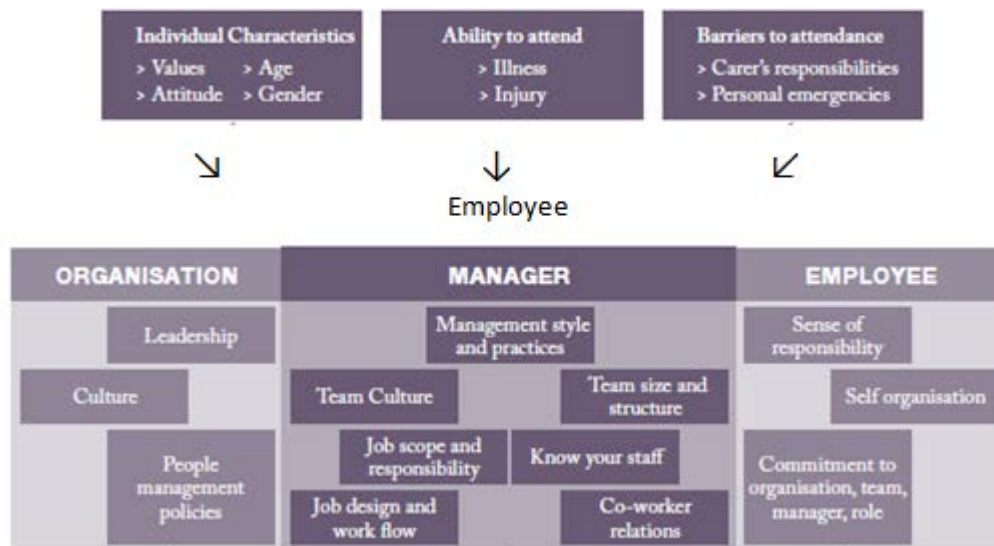 Individual Characteristics
> Values > Age
> Attitude > Gender
Ability to attend
> Illness
> Injury
Barriers to attendance
> Carer's responsibilities
> Personal emergencies
Employee
ORGANISATION
Leadership
Culture
People
management
policies
MANAGER
Management style
and practices
Team Culture
Team size and
structure
Job scope and
responsibility
Know your staff
Job design and
work flow
Co-worker
relations
EMPLOYEE
Sense of
responsibility
Self organisation
Commitment to
organisation, team,
manager, role